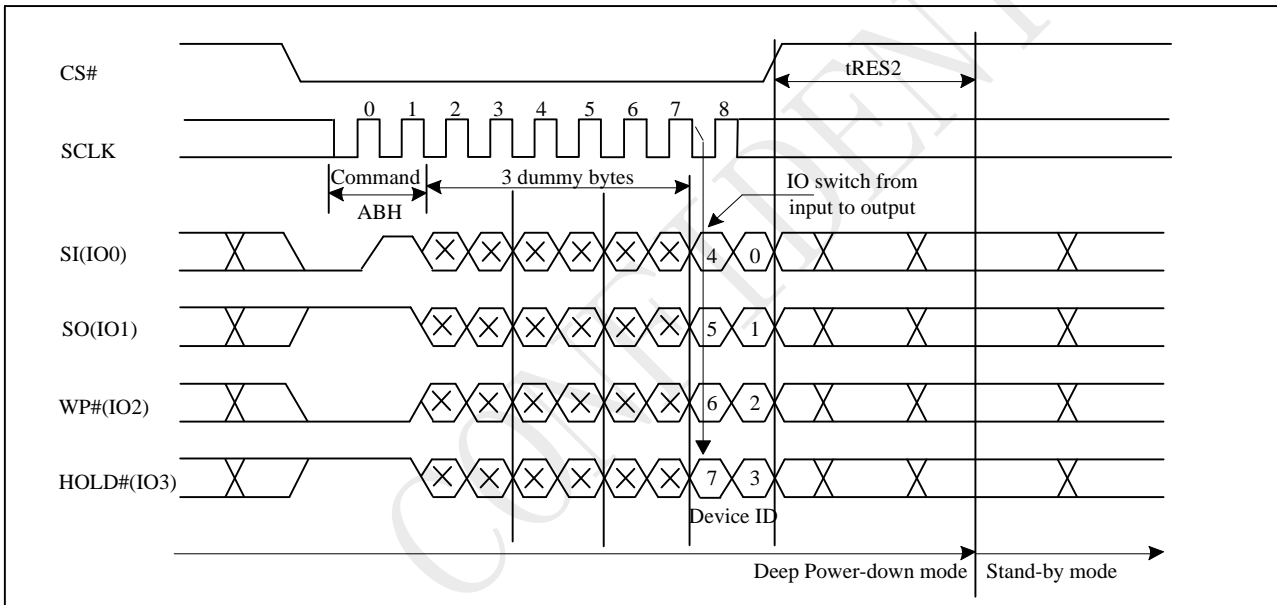 CONFIDENT
CS#
tRES2
0 1 2 3 4 5 6 7 8
SCLK
Command
ABH
3 dummy bytes
IO switch from
input to output
SI(IO0)
4 0
SO(IO1)
5 1
WP#(IO2)
6 2
HOLD#(IO3)
7 3
Device ID
Deep Power-down mode
Stand-by mode